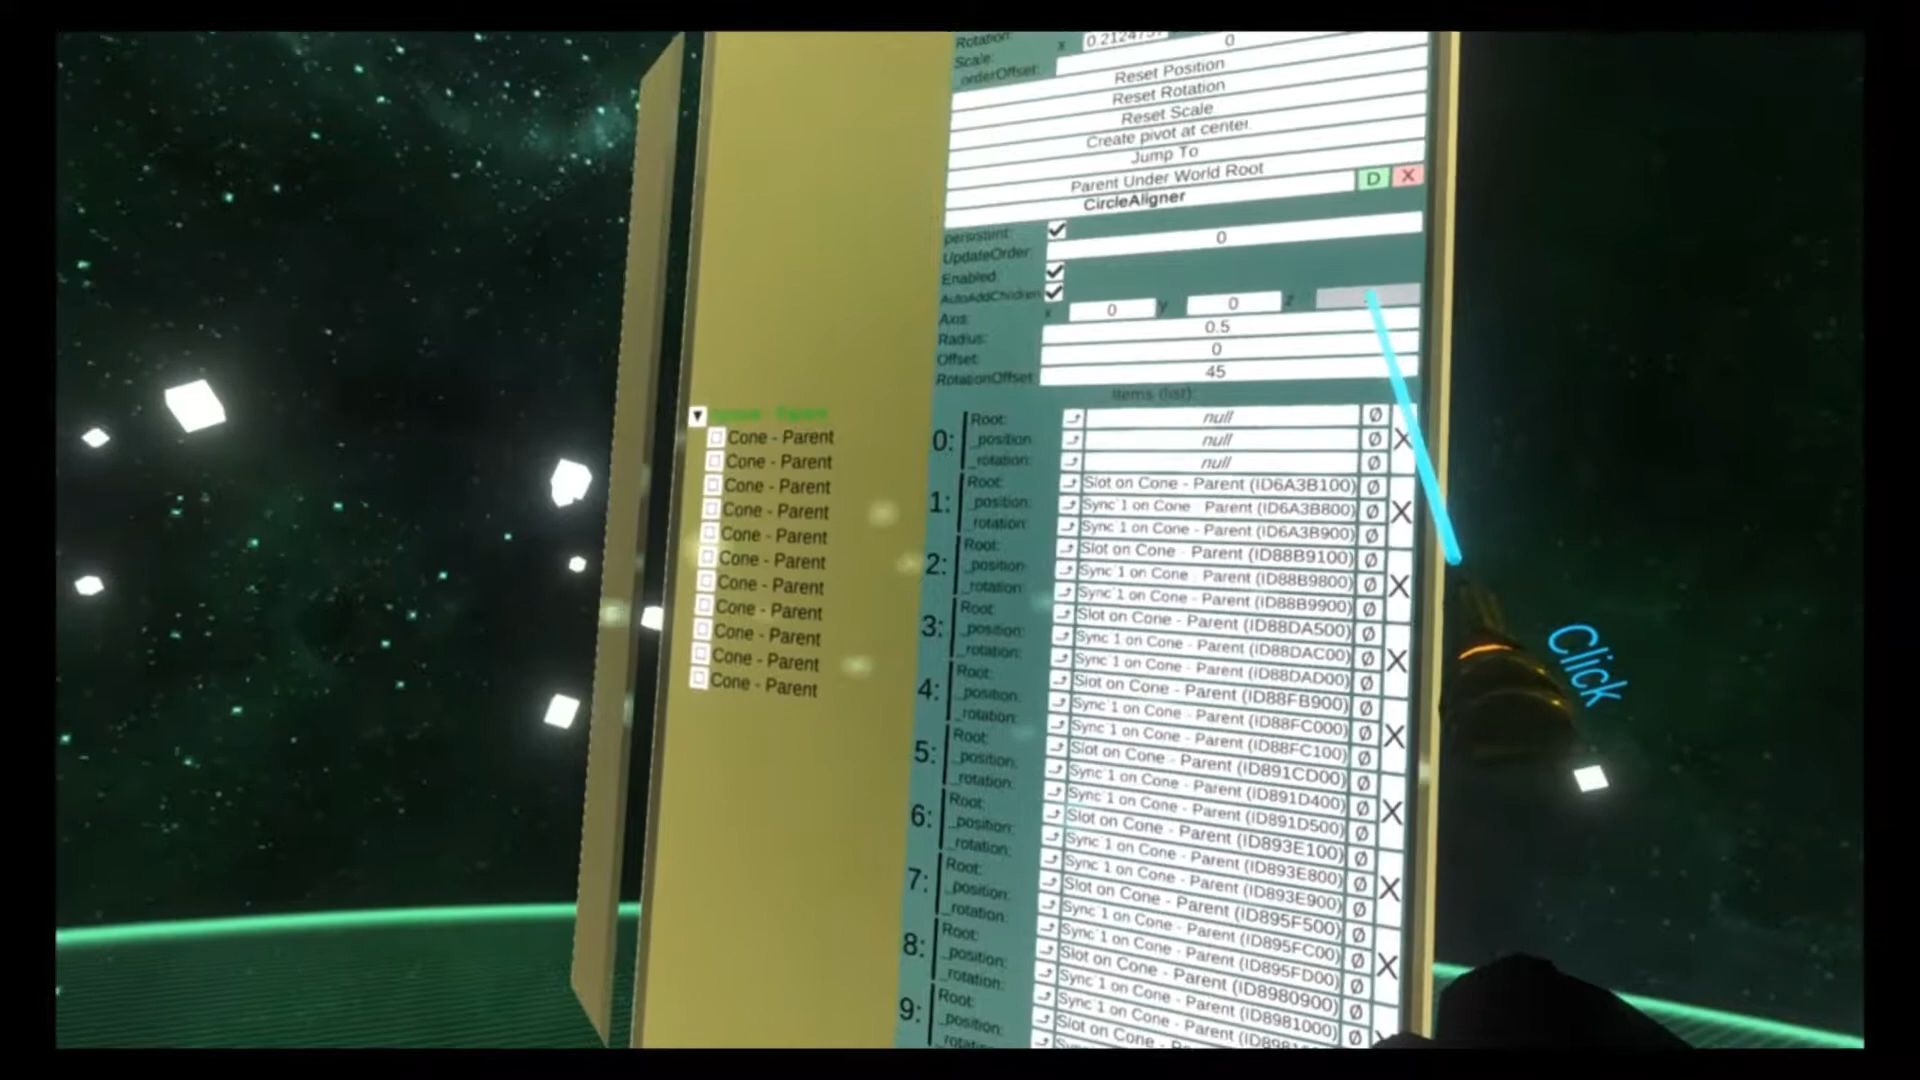 Rotation:
x 0.2124757
Scale:
_orderOffset: 0
Reset Position
Reset Rotation
Reset Scale
Create pivot at center.
Jump To
Parent Under World Root
CircleAligner D X
persistent:
UpdateOrder: 0
Enabled
AutoAddChildren
Axis: x 0 y 0 z
Radius: 0.5
Offset: 0
RotationOffset 45
Items (list):
Cone - Parent
Cone - Parent
Cone - Parent
Cone - Parent
Cone - Parent
Cone - Parent
Cone - Parent
Cone - Parent
Cone - Parent
Cone - Parent
Cone - Parent
0: Root: null Ø
_position: null Ø X
_rotation: null Ø
1: Root: Slot on Cone - Parent (ID6A3B100) Ø
_position: Sync`1 on Cone - Parent (ID6A3B800) Ø X
_rotation: Sync`1 on Cone - Parent (ID6A3B900) Ø
2: Root: Slot on Cone - Parent (ID88B9100) Ø
_position: Sync`1 on Cone - Parent (ID88B9800) Ø X
_rotation: Sync`1 on Cone - Parent (ID88B9900) Ø
3: Root: Slot on Cone - Parent (ID88DA500) Ø
_position: Sync`1 on Cone - Parent (ID88DAC00) Ø X
_rotation: Sync`1 on Cone - Parent (ID88DAD00) Ø
4: Root: Slot on Cone - Parent (ID88FB900) Ø
_position: Sync`1 on Cone - Parent (ID88FC000) Ø X
_rotation: Sync`1 on Cone - Parent (ID88FC100) Ø
5: Root: Slot on Cone - Parent (ID891CD00) Ø
_position: Sync`1 on Cone - Parent (ID891D400) Ø X
_rotation: Sync`1 on Cone - Parent (ID891D500) Ø
6: Root: Slot on Cone - Parent (ID893E100) Ø
_position: Sync`1 on Cone - Parent (ID893E800) Ø X
_rotation: Sync`1 on Cone - Parent (ID893E900) Ø
7: Root: Slot on Cone - Parent (ID895F500) Ø
_position: Sync`1 on Cone - Parent (ID895FC00) Ø X
_rotation: Sync`1 on Cone - Parent (ID895FD00) Ø
8: Root: Slot on Cone - Parent (ID8980900) Ø
_position: Sync`1 on Cone - Parent (ID8981000) Ø
_rotation: Sync`1 on Cone - Parent
9: Root: Slot on Cone - Parent
_position:
_rotation:
Click